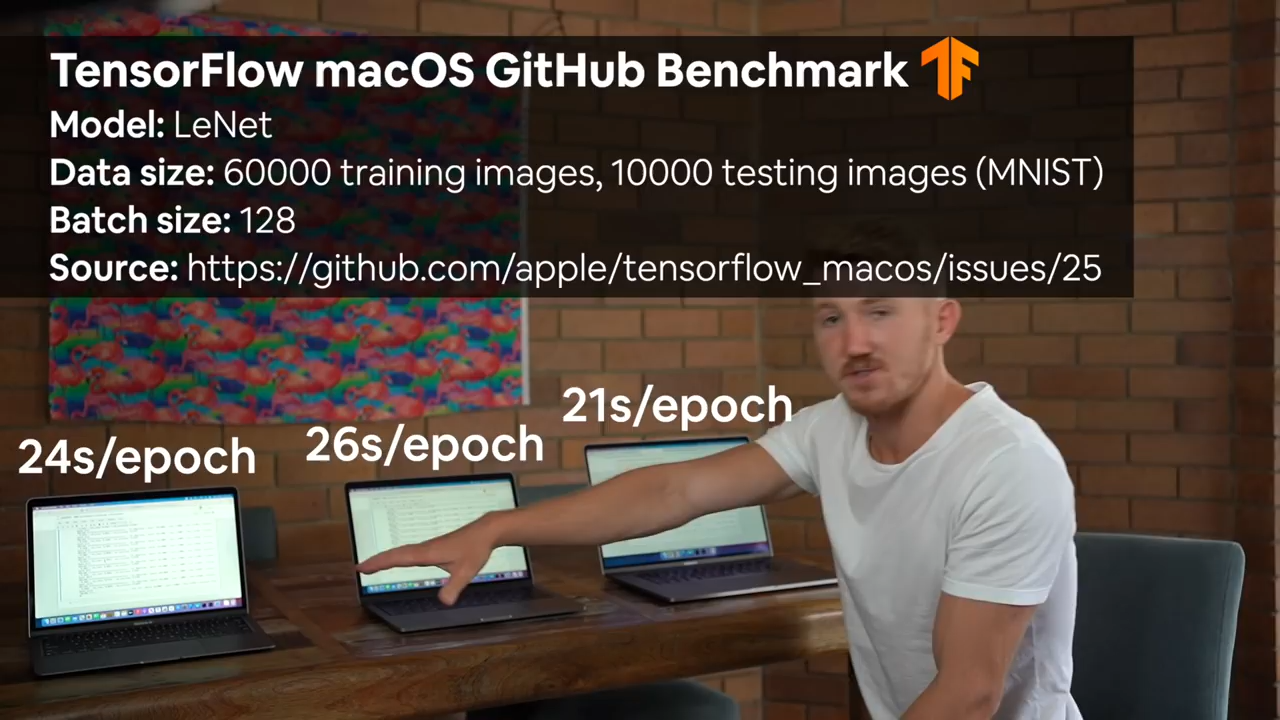 TensorFlow macOS GitHub Benchmark
Model: LeNet
Data size: 60000 training images, 10000 testing images (MNIST)
Batch size: 128
Source: https://github.com/apple/tensorflow_macos/issues/25
21s/epoch
24s/epoch
26s/epoch